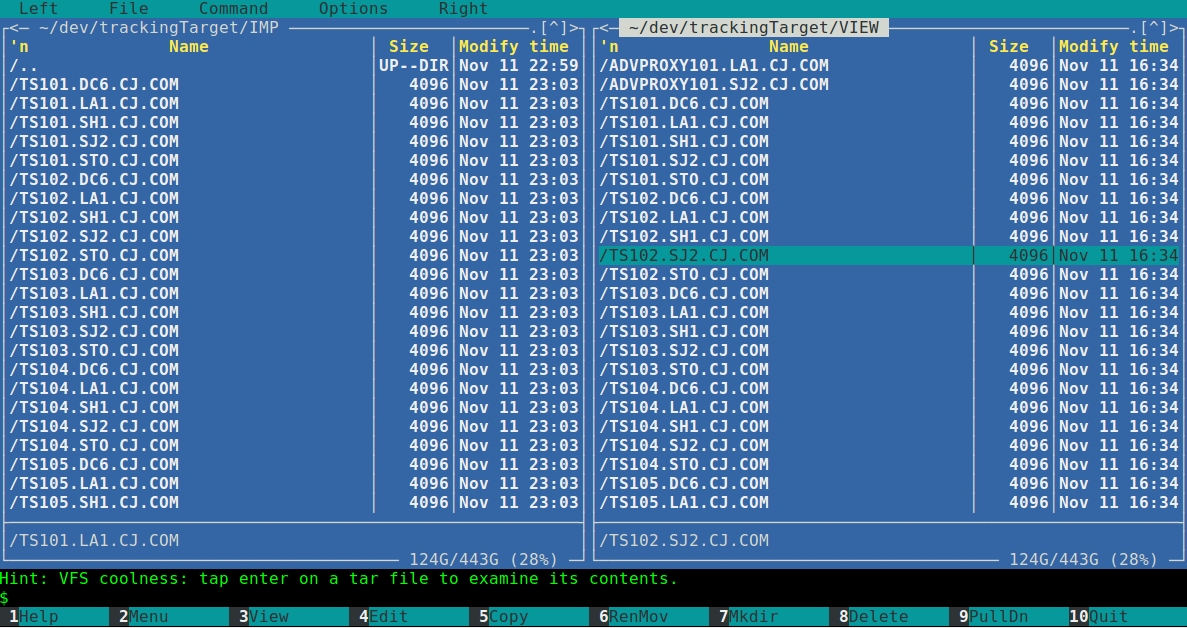 Left File Command Options Right
<─ ~/dev/trackingTarget/IMP .[^]> <─ ~/dev/trackingTarget/VIEW .[^]>
'n Name Size Modify time 'n Name Size Modify time
/.. UP--DIR Nov 11 22:59 /ADVPROXY101.LA1.CJ.COM 4096 Nov 11 16:34
/TS101.DC6.CJ.COM 4096 Nov 11 23:03 /ADVPROXY101.SJ2.CJ.COM 4096 Nov 11 16:34
/TS101.LA1.CJ.COM 4096 Nov 11 23:03 /TS101.DC6.CJ.COM 4096 Nov 11 16:34
/TS101.SH1.CJ.COM 4096 Nov 11 23:03 /TS101.LA1.CJ.COM 4096 Nov 11 16:34
/TS101.SJ2.CJ.COM 4096 Nov 11 23:03 /TS101.SH1.CJ.COM 4096 Nov 11 16:34
/TS101.STO.CJ.COM 4096 Nov 11 23:03 /TS101.SJ2.CJ.COM 4096 Nov 11 16:34
/TS102.DC6.CJ.COM 4096 Nov 11 23:03 /TS101.STO.CJ.COM 4096 Nov 11 16:34
/TS102.LA1.CJ.COM 4096 Nov 11 23:03 /TS102.DC6.CJ.COM 4096 Nov 11 16:34
/TS102.SH1.CJ.COM 4096 Nov 11 23:03 /TS102.LA1.CJ.COM 4096 Nov 11 16:34
/TS102.SJ2.CJ.COM 4096 Nov 11 23:03 /TS102.SH1.CJ.COM 4096 Nov 11 16:34
/TS102.STO.CJ.COM 4096 Nov 11 23:03 /TS102.SJ2.CJ.COM 4096 Nov 11 16:34
/TS103.DC6.CJ.COM 4096 Nov 11 23:03 /TS102.STO.CJ.COM 4096 Nov 11 16:34
/TS103.LA1.CJ.COM 4096 Nov 11 23:03 /TS103.DC6.CJ.COM 4096 Nov 11 16:34
/TS103.SH1.CJ.COM 4096 Nov 11 23:03 /TS103.LA1.CJ.COM 4096 Nov 11 16:34
/TS103.SJ2.CJ.COM 4096 Nov 11 23:03 /TS103.SH1.CJ.COM 4096 Nov 11 16:34
/TS103.STO.CJ.COM 4096 Nov 11 23:03 /TS103.SJ2.CJ.COM 4096 Nov 11 16:34
/TS104.DC6.CJ.COM 4096 Nov 11 23:03 /TS103.STO.CJ.COM 4096 Nov 11 16:34
/TS104.LA1.CJ.COM 4096 Nov 11 23:03 /TS104.DC6.CJ.COM 4096 Nov 11 16:34
/TS104.SH1.CJ.COM 4096 Nov 11 23:03 /TS104.LA1.CJ.COM 4096 Nov 11 16:34
/TS104.SJ2.CJ.COM 4096 Nov 11 23:03 /TS104.SH1.CJ.COM 4096 Nov 11 16:34
/TS104.STO.CJ.COM 4096 Nov 11 23:03 /TS104.SJ2.CJ.COM 4096 Nov 11 16:34
/TS105.DC6.CJ.COM 4096 Nov 11 23:03 /TS104.STO.CJ.COM 4096 Nov 11 16:34
/TS105.LA1.CJ.COM 4096 Nov 11 23:03 /TS105.DC6.CJ.COM 4096 Nov 11 16:34
/TS105.SH1.CJ.COM 4096 Nov 11 23:03 /TS105.LA1.CJ.COM 4096 Nov 11 16:34
/TS101.LA1.CJ.COM /TS102.SJ2.CJ.COM
124G/443G (28%) 124G/443G (28%)
Hint: VFS coolness: tap enter on a tar file to examine its contents.
$
1Help 2Menu 3View 4Edit 5Copy 6RenMov 7Mkdir 8Delete 9PullDn 10Quit